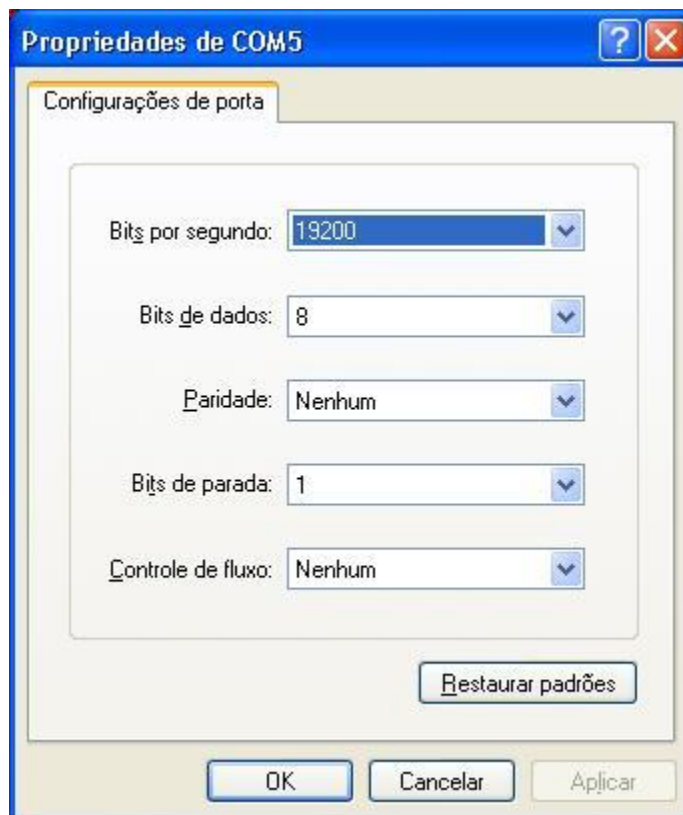 Propriedades de COM5
Configurações de porta
Bits por segundo: 19200
Bits de dados: 8
Paridade: Nenhum
Bits de parada: 1
Controle de fluxo: Nenhum
Restaurar padrões
OK Cancelar Aplicar